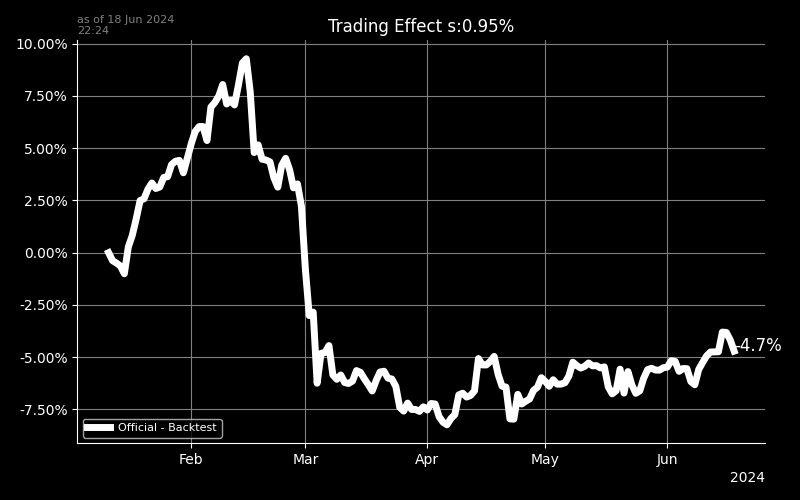 as of 18 Jun 2024
22:24
Trading Effect s:0.95%
10.00%
7.50%
5.00%
2.50%
0.00%
-2.50%
-5.00%
-7.50%
-4.7%
Official - Backtest
Feb
Mar
Apr
May
Jun
2024